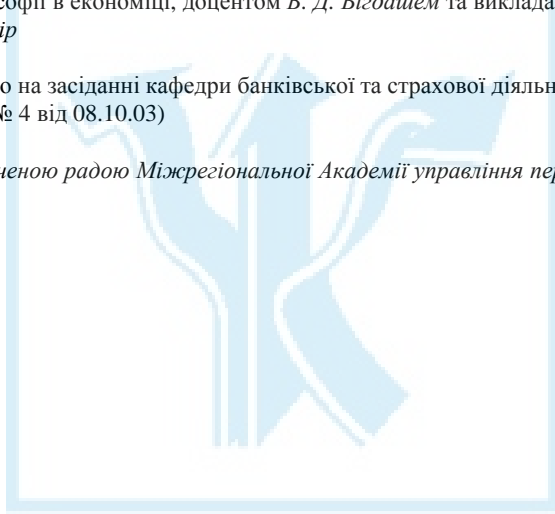 софії в економіці, доцентом В. Д. Бігдашем та виклада
ір
о на засіданні кафедри банківської та страхової діяльн
№ 4 від 08.10.03)
ченою радою Міжрегіональної Академії управління пер